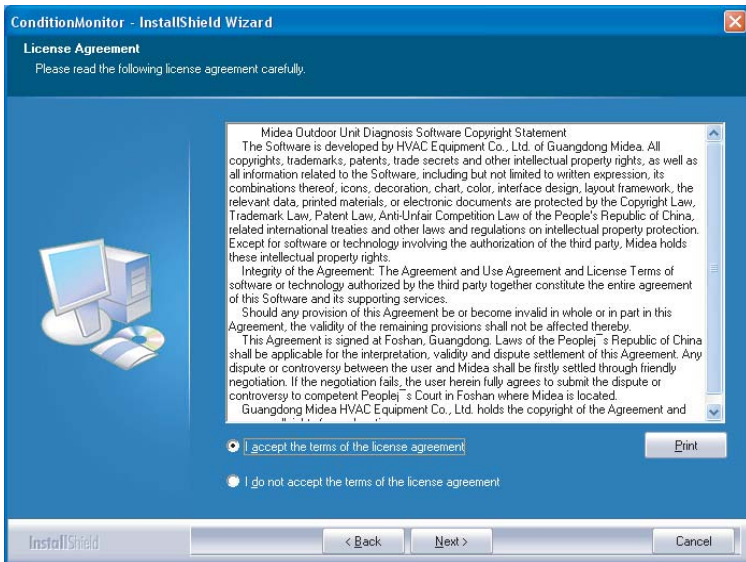 ConditionMonitor - InstallShield Wizard
License Agreement
Please read the following license agreement carefully.
Midea Outdoor Unit Diagnosis Software Copyright Statement
The Software is developed by HVAC Equipment Co., Ltd. of Guangdong Midea. All
copyrights, trademarks, patents, trade secrets and other intellectual property rights, as well as
all information related to the Software, including but not limited to written expression, its
combinations thereof, icons, decoration, chart, color, interface design, layout framework, the
relevant data, printed materials, or electronic documents are protected by the Copyright Law,
Trademark Law, Patent Law, Anti-Unfair Competition Law of the People's Republic of China,
related international treaties and other laws and regulations on intellectual property protection.
Except for software or technology involving the authorization of the third party, Midea holds
these intellectual property rights.
Integrity of the Agreement: The Agreement and Use Agreement and License Terms of
software or technology authorized by the third party together constitute the entire agreement
of this Software and its supporting services.
Should any provision of this Agreement be or become invalid in whole or in part in this
Agreement, the validity of the remaining provisions shall not be affected thereby.
This Agreement is signed at Foshan, Guangdong. Laws of the People¡¯s Republic of China
shall be applicable for the interpretation, validity and dispute settlement of this Agreement. Any
dispute or controversy between the user and Midea shall be firstly settled through friendly
negotiation. If the negotiation fails, the user herein fully agrees to submit the dispute or
controversy to competent People¡¯s Court in Foshan where Midea is located.
Guangdong Midea HVAC Equipment Co., Ltd. holds the copyright of the Agreement and
I accept the terms of the license agreement
Print
I do not accept the terms of the license agreement
InstallShield
< Back
Next >
Cancel